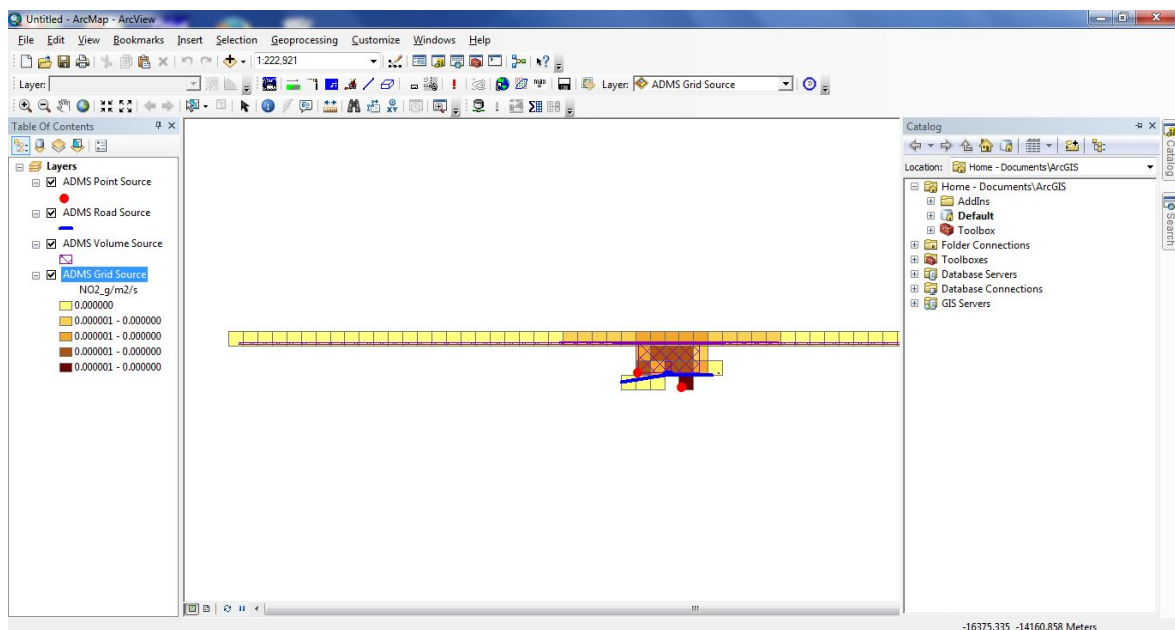 Untitled - ArcMap - ArcView
File Edit View Bookmarks Insert Selection Geoprocessing Customize Windows Help
1:222,921
Layer: Layer: ADMS Grid Source
Table Of Contents
Layers
ADMS Point Source
ADMS Road Source
ADMS Volume Source
ADMS Grid Source
NO2_g/m2/s
0.000000
0.000001 - 0.000000
0.000001 - 0.000000
0.000001 - 0.000000
0.000001 - 0.000000
Catalog
Location: Home - Documents\ArcGIS
Home - Documents\ArcGIS
AddIns
Default
Toolbox
Folder Connections
Toolboxes
Database Servers
Database Connections
GIS Servers
Catalog
Search
-16375.335 -14160.858 Meters